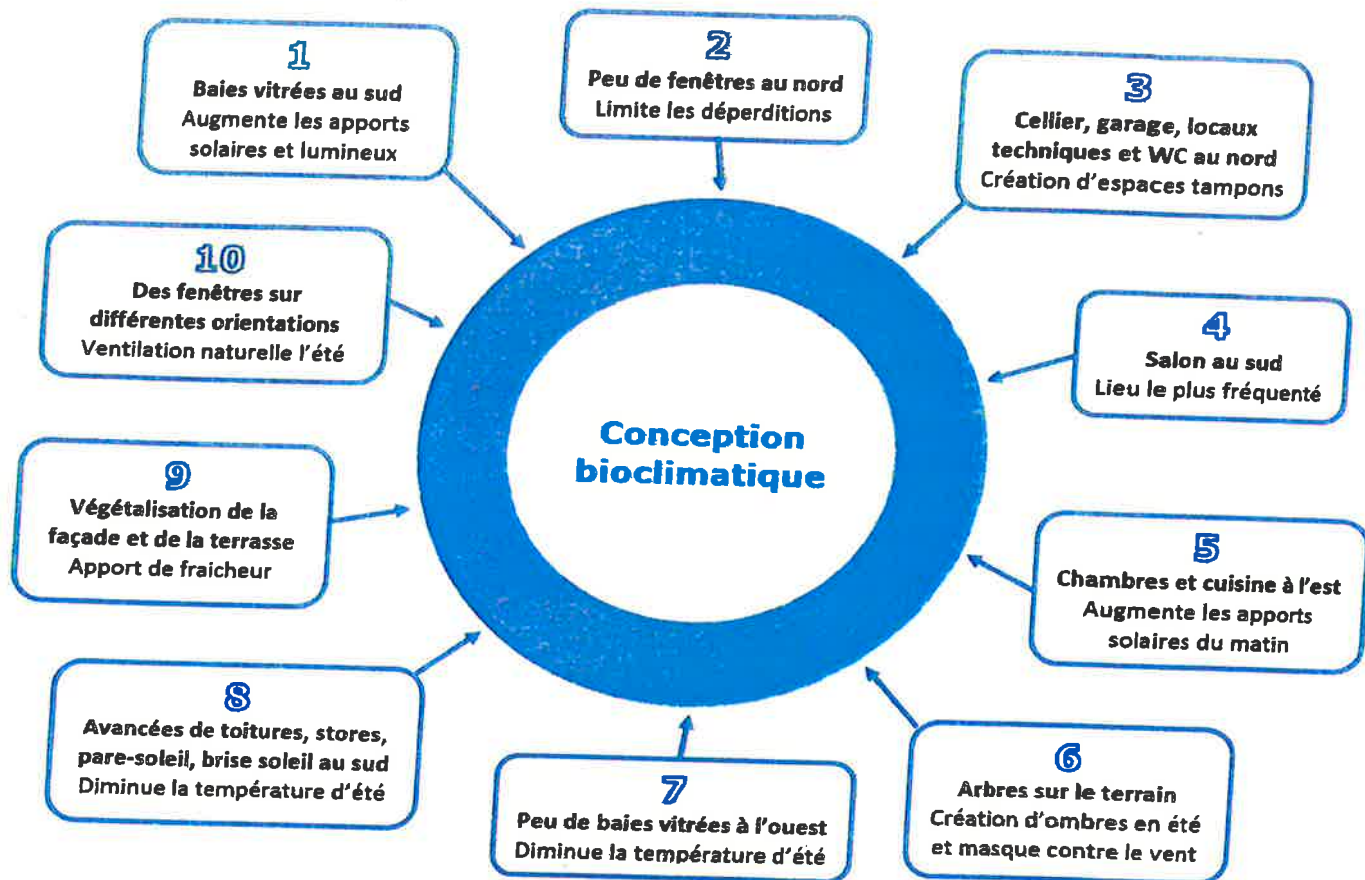 1
Baies vitrées au sud
Augmente les apports
solaires et lumineux
2
Peu de fenêtres au nord
Limite les déperditions
3
Cellier, garage, locaux
techniques et WC au nord
Création d'espaces tampons
4
Salon au sud
Lieu le plus fréquenté
5
Chambres et cuisine à l'est
Augmente les apports
solaires du matin
6
Arbres sur le terrain
Création d'ombres en été
et masque contre le vent
7
Peu de baies vitrées à l'ouest
Diminue la température d'été
8
Avancées de toitures, stores,
pare-soleil, brise soleil au sud
Diminue la température d'été
9
Végétalisation de la
façade et de la terrasse
Apport de fraicheur
10
Des fenêtres sur
différentes orientations
Ventilation naturelle l'été
Conception
bioclimatique